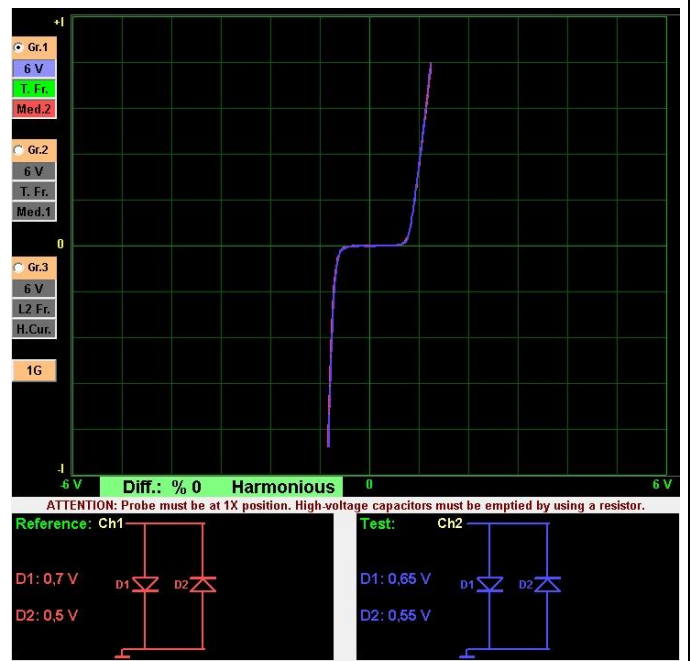 +I
Gr.1
6 V
T. Fr.
Med.2
Gr.2
6 V
T. Fr.
Med.1
0
Gr.3
6 V
L2 Fr.
H.Cur.
1G
-I
-6 V
Diff.: % 0 Harmonious
0
6 V
ATTENTION: Probe must be at 1X position. High-voltage capacitors must be emptied by using a resistor.
Reference: Ch1
D1: 0,7 V
D1
D2
D2: 0,5 V
Test: Ch2
D1: 0,65 V
D1
D2
D2: 0,55 V